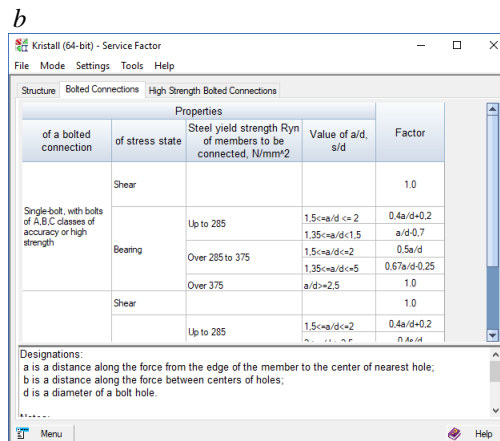 b
Kristall (64-bit) - Service Factor
File Mode Settings Tools Help
Structure Bolted Connections High Strength Bolted Connections
Properties
Factor
of a bolted connection
of stress state
Steel yield strength Ryn of members to be connected, N/mm^2
Value of a/d, s/d
Single-bolt, with bolts of A,B,C classes of accuracy or high strength
Shear
1.0
Bearing
Up to 285
1,5<=a/d <= 2
0,4a/d+0,2
1,35<=a/d<1,5
a/d-0,7
Over 285 to 375
1,5<=a/d<=2
0,5a/d
1,35<=a/d<=5
0,67a/d-0,25
Over 375
a/d>=2,5
1.0
Shear
1.0
Up to 285
1,5<=a/d<=2
0,4a/d+0,2
Designations:
a is a distance along the force from the edge of the member to the center of nearest hole;
b is a distance along the force between centers of holes;
d is a diameter of a bolt hole.
Menu
Help